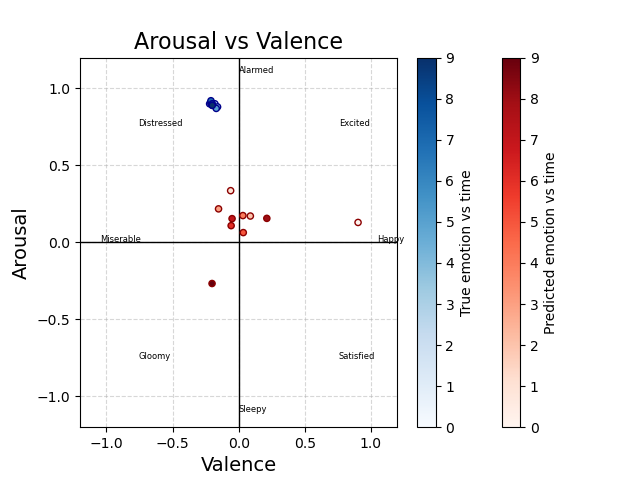 Arousal vs Valence
Alarmed
Distressed
Excited
Miserable
Happy
Gloomy
Satisfied
Sleepy
1.0
0.5
0.0
−0.5
−1.0
Arousal
−1.0
−0.5
0.0
0.5
1.0
Valence
9
8
7
6
5
4
3
2
1
0
True emotion vs time
9
8
7
6
5
4
3
2
1
0
Predicted emotion vs time